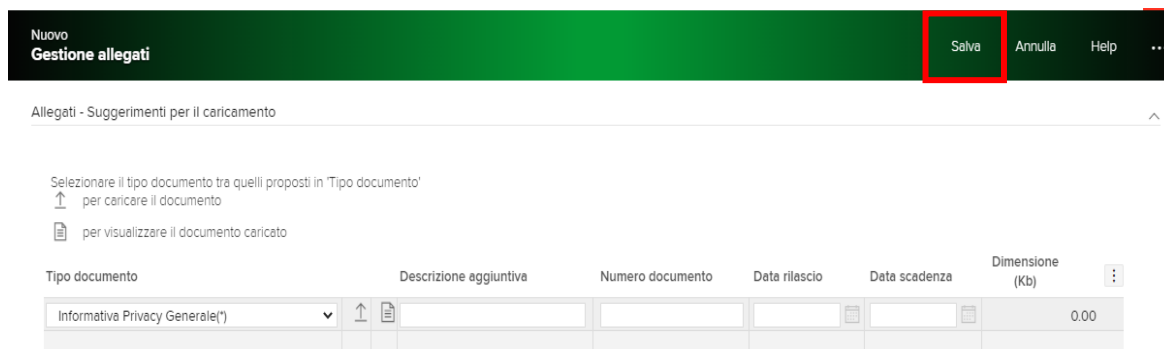 Nuovo
Gestione allegati
Salva Annulla Help ...
Allegati - Suggerimenti per il caricamento
Selezionare il tipo documento tra quelli proposti in 'Tipo documento'
per caricare il documento
per visualizzare il documento caricato
Tipo documento Descrizione aggiuntiva Numero documento Data rilascio Data scadenza Dimensione (Kb)
Informativa Privacy Generale(*) 0.00